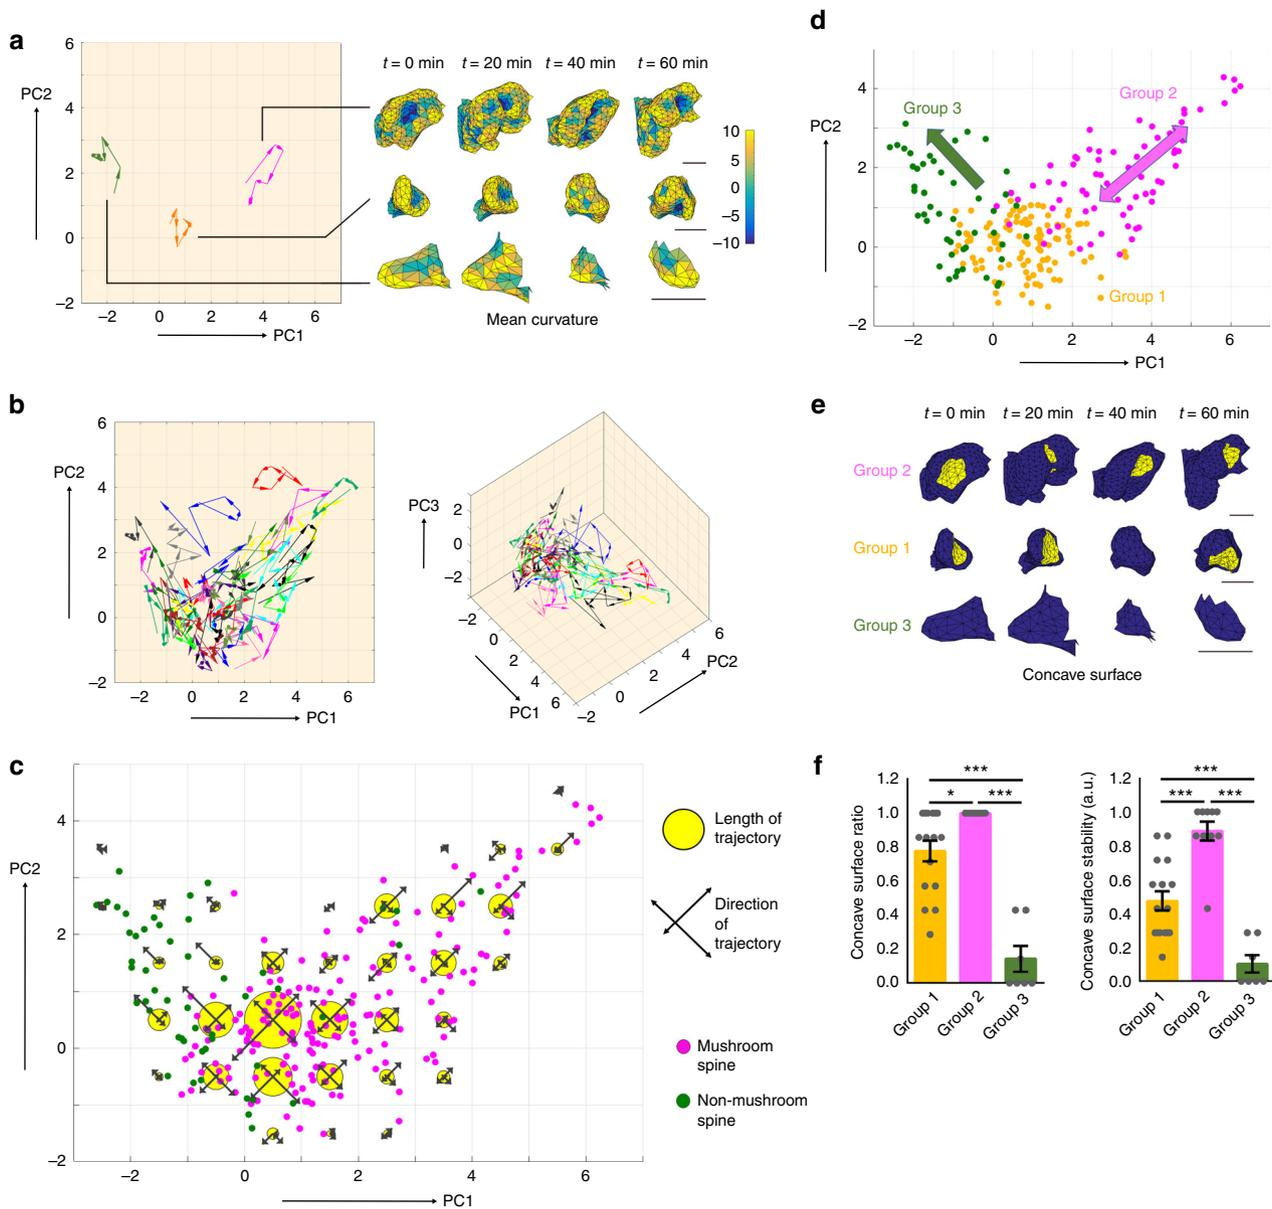 a
6
4
2
0
−2
PC2
−2
0
2
4
6
PC1
t = 0 min
t = 20 min
t = 40 min
t = 60 min
10
5
0
−5
−10
Mean curvature
b
6
4
2
0
−2
PC2
−2
0
2
4
6
PC1
PC3
2
0
−2
−2
0
2
4
6
PC1
−2
0
2
4
6
PC2
c
4
2
0
−2
PC2
−2
0
2
4
6
PC1
Length of
trajectory
Direction
of
trajectory
Mushroom
spine
Non-mushroom
spine
d
4
2
0
−2
PC2
Group 3
Group 2
Group 1
−2
0
2
4
6
PC1
e
t = 0 min
t = 20 min
t = 40 min
t = 60 min
Group 2
Group 1
Group 3
Concave surface
f
Concave surface ratio
1.2
1.0
0.8
0.6
0.4
0.2
0.0
***
*
***
Group 1
Group 2
Group 3
Concave surface stability (a.u.)
1.2
1.0
0.8
0.6
0.4
0.2
0.0
***
***
***
Group 1
Group 2
Group 3